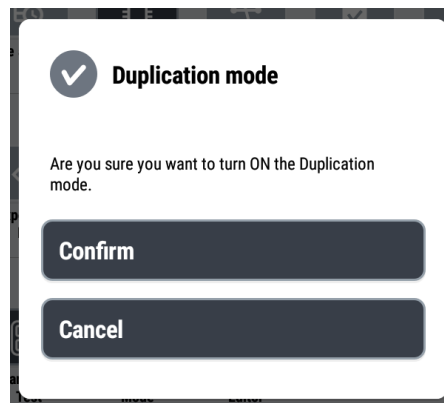 Duplication mode
Are you sure you want to turn ON the Duplication
mode.
Confirm
Cancel